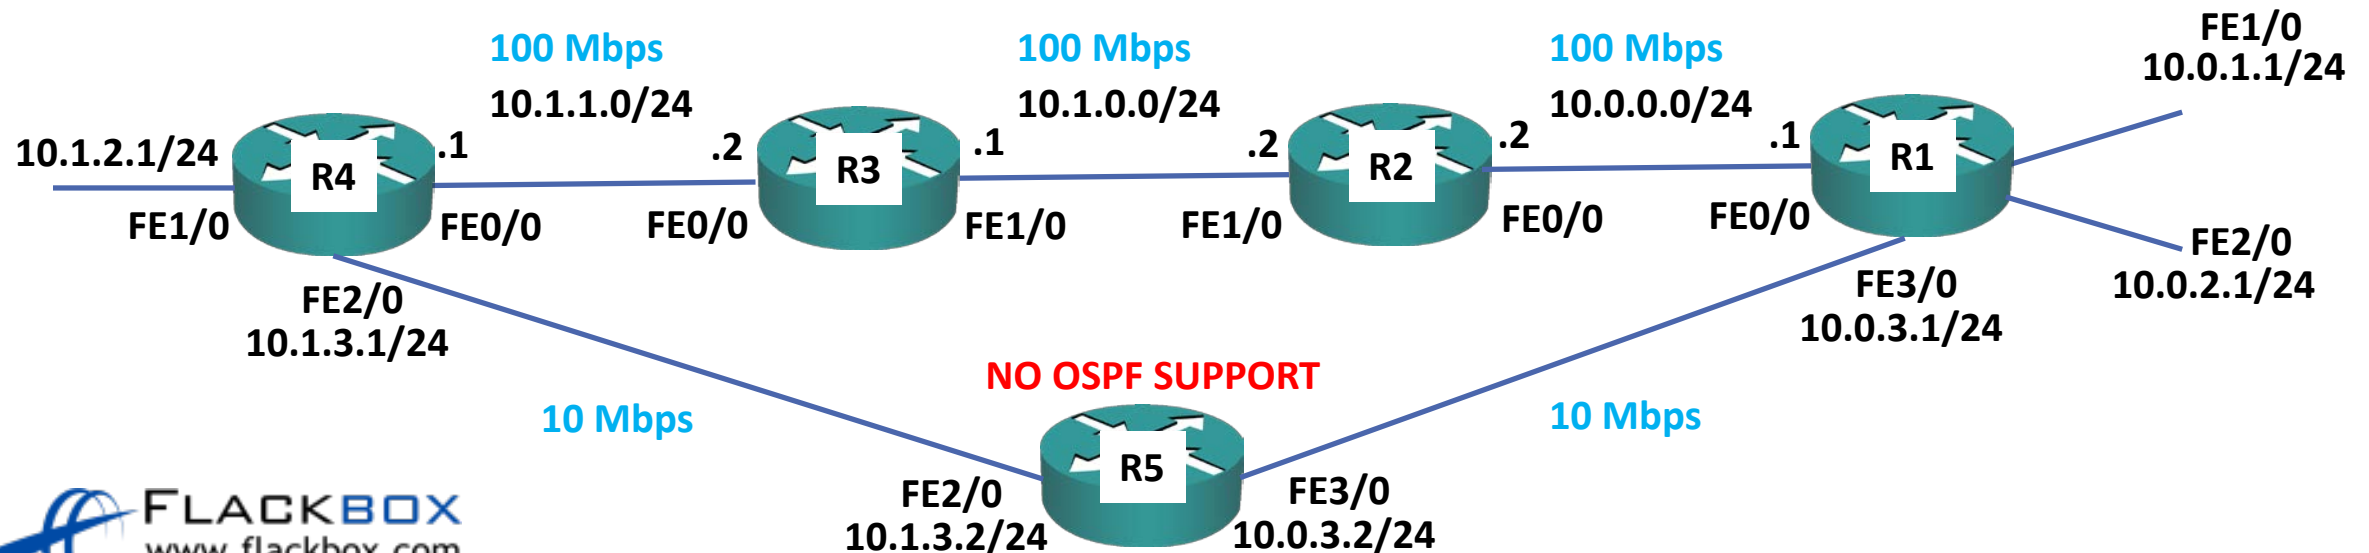 FE1/0
10.0.1.1/24
100 Mbps
100 Mbps
100 Mbps
10.1.1.0/24
10.1.0.0/24
10.0.0.0/24
10.1.2.1/24
R4
.1
.2
R3
.1
.2
R2
.2
.1
R1
FE1/0
FE0/0
FE0/0
FE1/0
FE1/0
FE0/0
FE0/0
FE2/0
10.0.2.1/24
FE2/0
10.1.3.1/24
FE3/0
10.0.3.1/24
NO OSPF SUPPORT
10 Mbps
10 Mbps
R5
FE2/0
10.1.3.2/24
FE3/0
10.0.3.2/24
FLACKBOX
www.flackbox.com